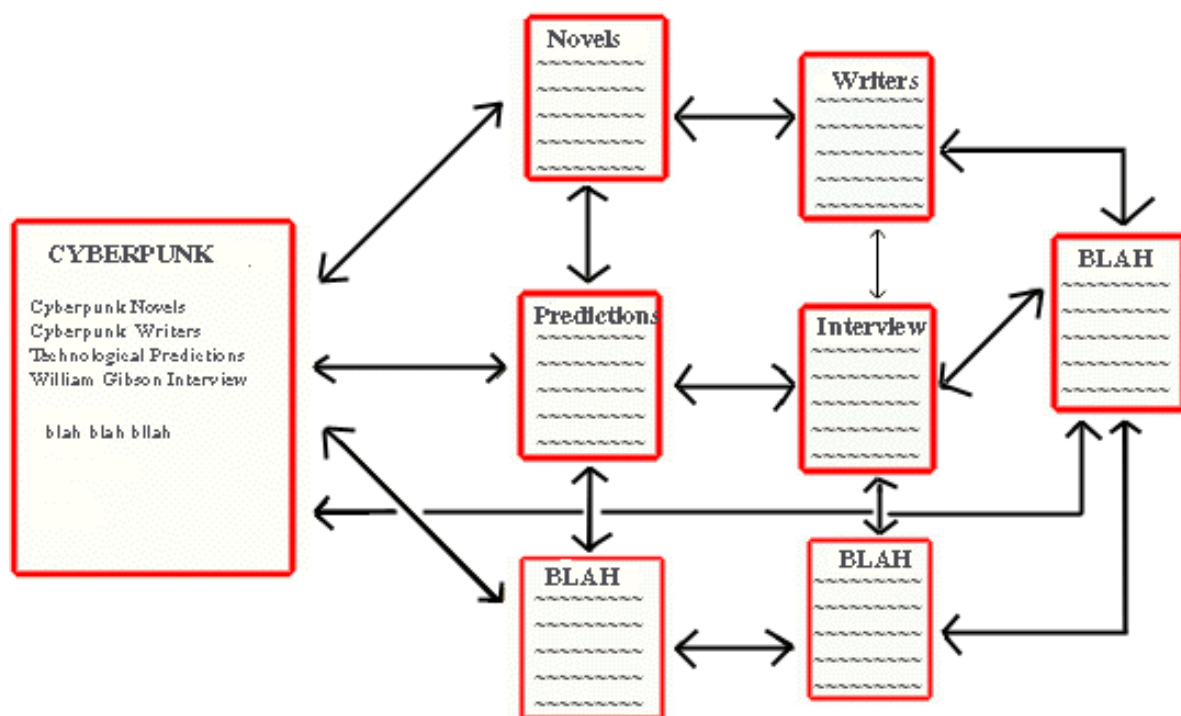 CYBERPUNK
Cyberpunk Novels
Cyberpunk Writers
Technological Predictions
William Gibson Interview
blah blah bllah
Novels
Writers
Predictions
Interview
BLAH
BLAH
BLAH